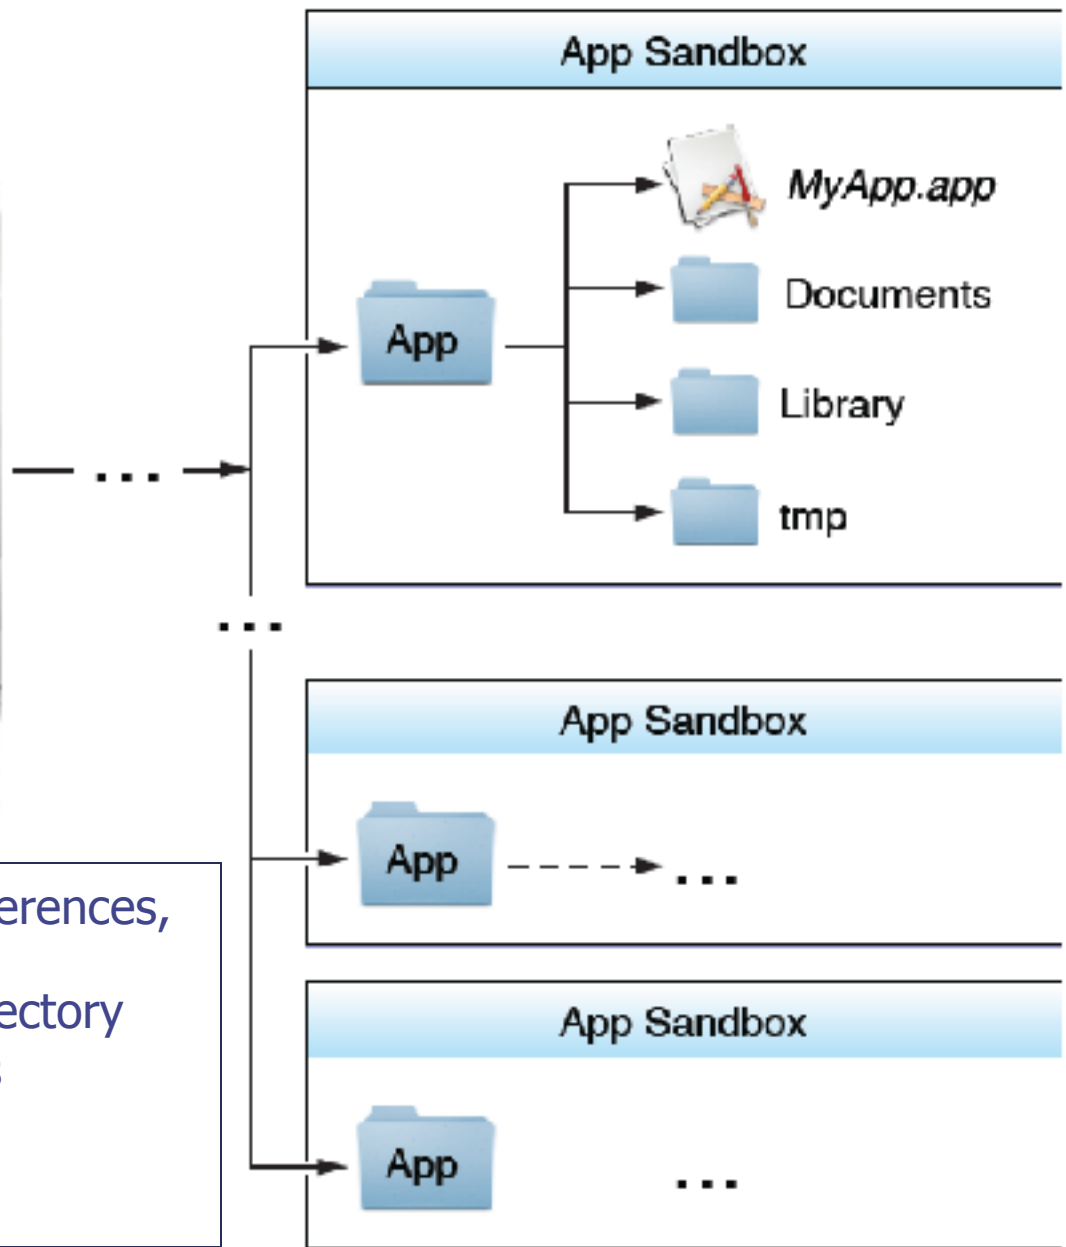 App Sandbox
MyApp.app
Documents
App
Library
...
tmp
...
App Sandbox
App
...
App Sandbox
App
...
erences,
ectory
s